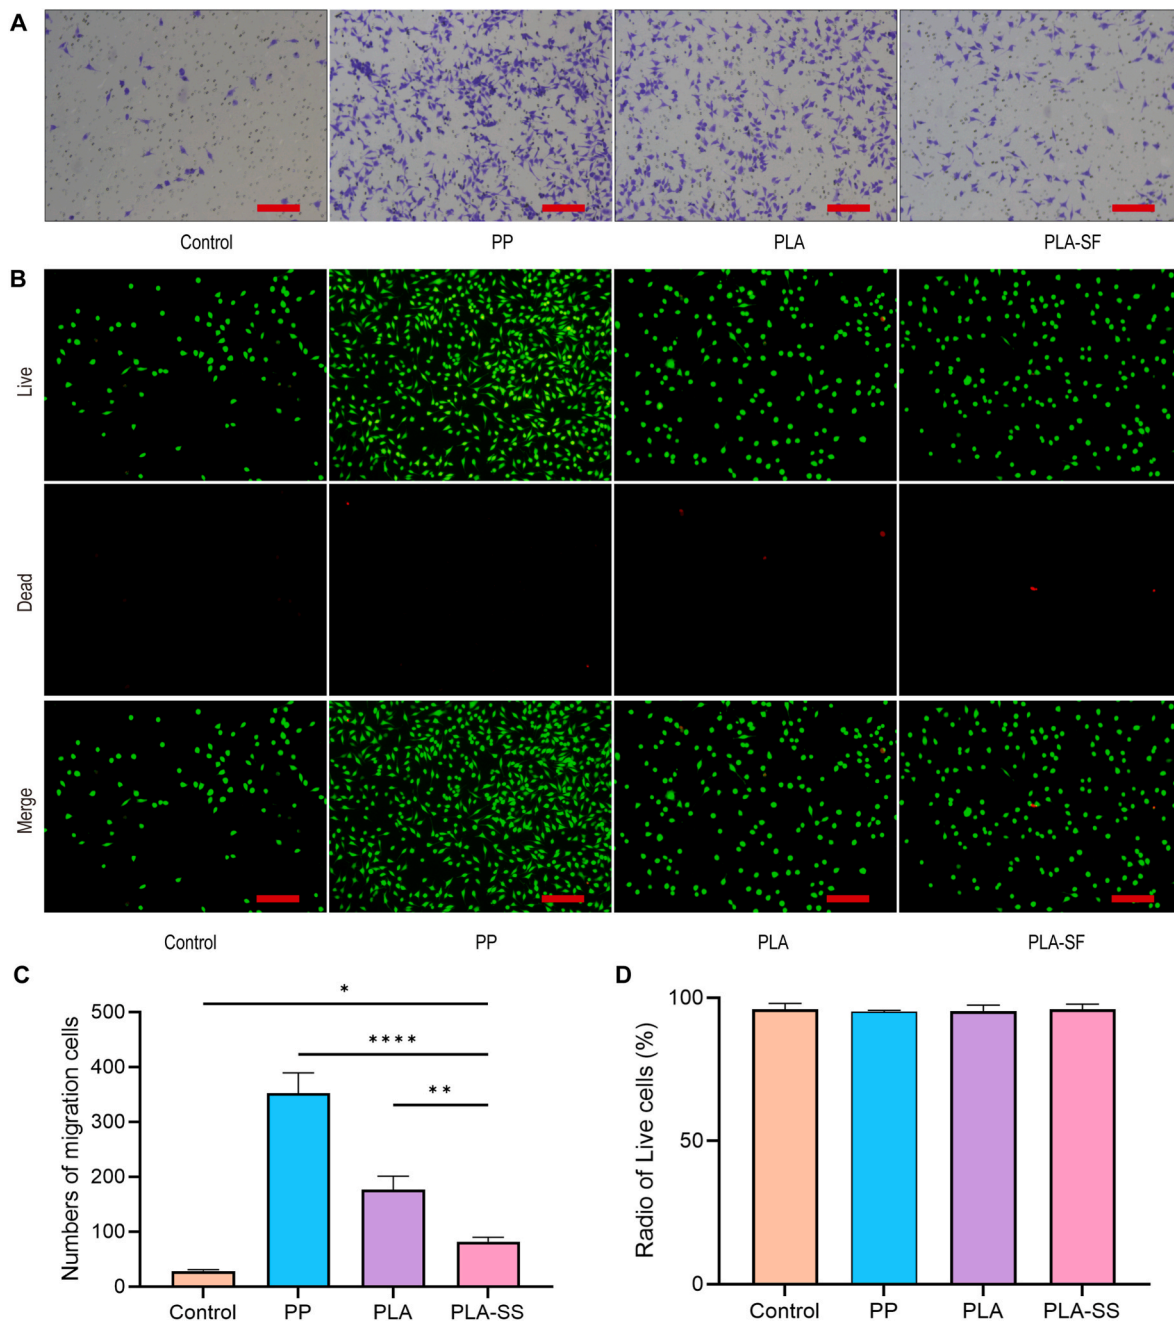 A
Control PP PLA PLA-SF
B
Live
Dead
Merge
Control PP PLA PLA-SF
C
Numbers of migration cells
500
400
300
200
100
0
*
****
**
Control PP PLA PLA-SS
D
Radio of Live cells (%)
100
50
0
Control PP PLA PLA-SS